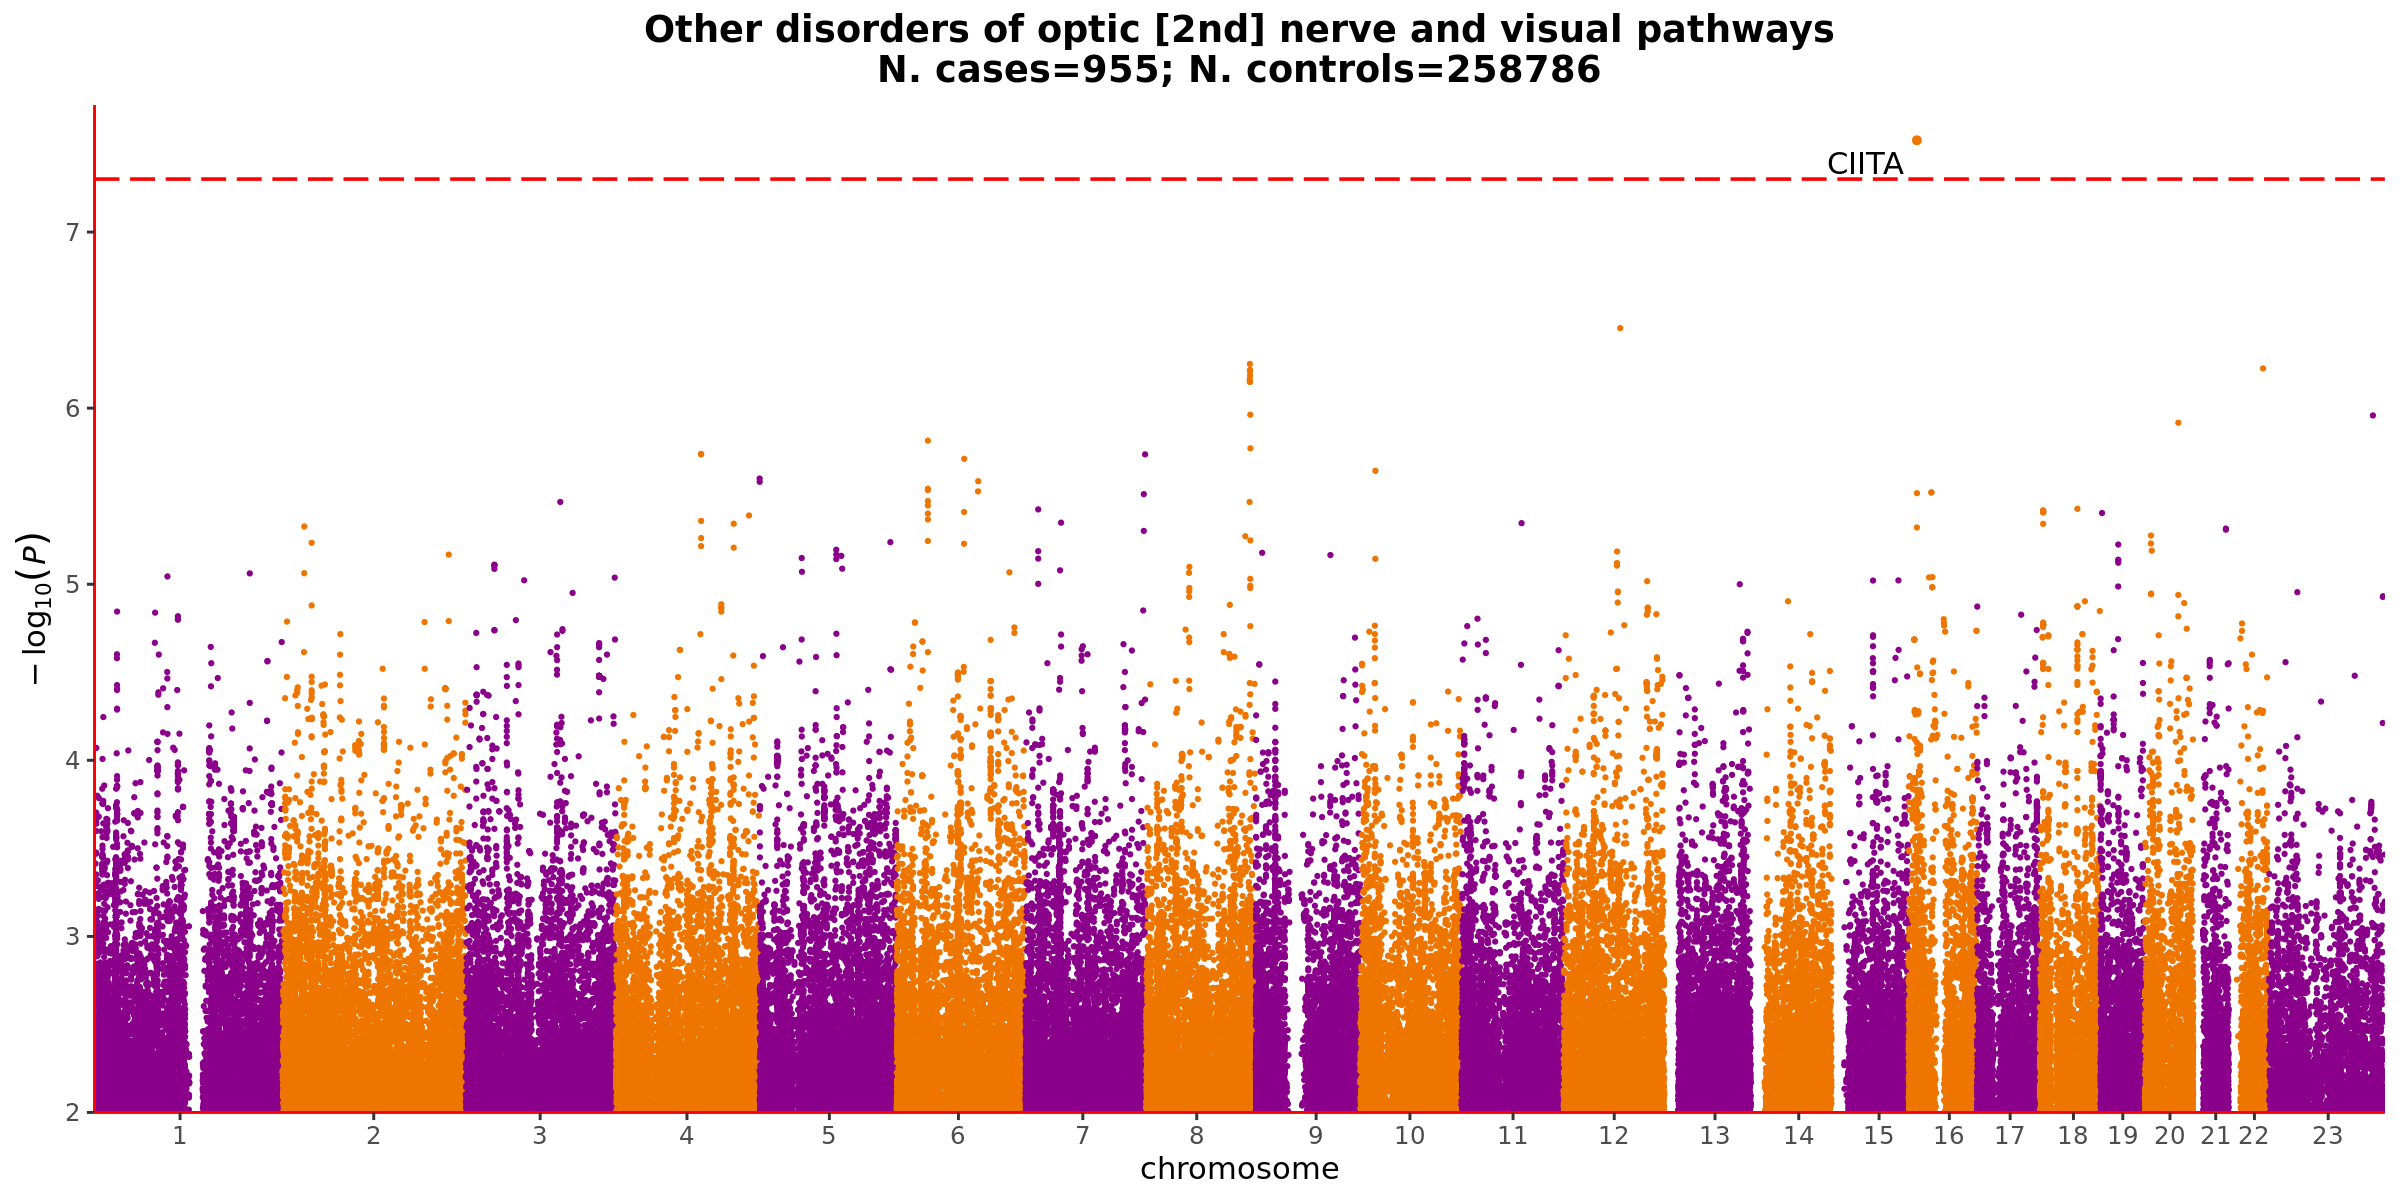 Other disorders of optic [2nd] nerve and visual pathways
N. cases=955; N. controls=258786
CIITA
7
6
5
4
3
2
− log10(P)
1 2 3 4 5 6 7 8 9 10 11 12 13 14 15 16 17 18 19 20 21 22 23
chromosome